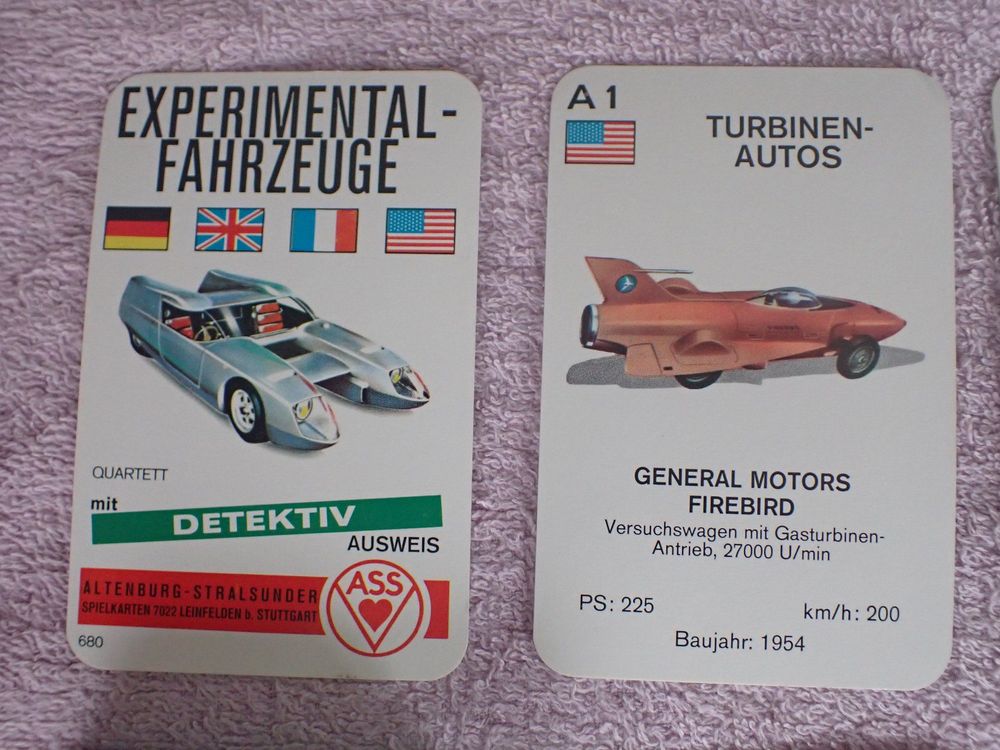 EXPERIMENTAL-
FAHRZEUGE
QUARTETT
mit
DETEKTIV
AUSWEIS
ALTENBURG-STRALSUNDER
SPIELKARTEN 7022 LEINFELDEN b. STUTTGART
ASS
680
A 1
TURBINEN-
AUTOS
GENERAL MOTORS
FIREBIRD
Versuchswagen mit Gasturbinen-
Antrieb, 27000 U/min
PS: 225
km/h: 200
Baujahr: 1954